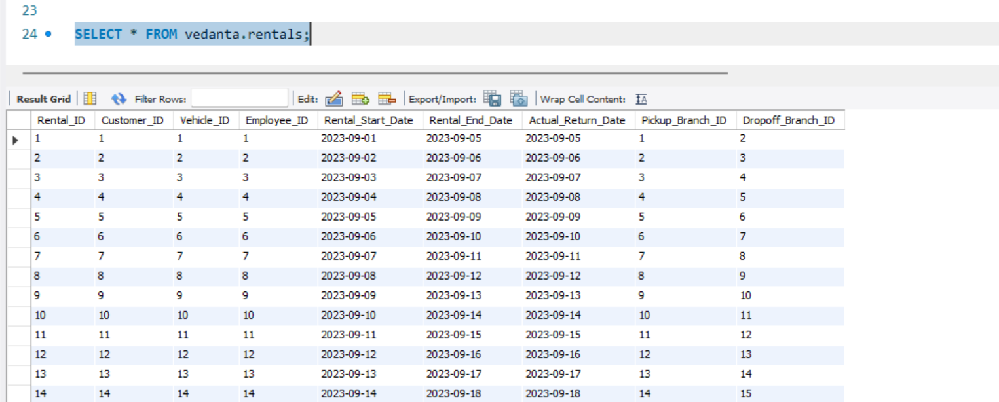 23
24 SELECT * FROM vedanta.rentals;
Result Grid Filter Rows: Edit: Export/Import: Wrap Cell Content: IA
Rental_ID Customer_ID Vehicle_ID Employee_ID Rental_Start_Date Rental_End_Date Actual_Return_Date Pickup_Branch_ID Dropoff_Branch_ID
1 1 1 1 2023-09-01 2023-09-05 2023-09-05 1 2
2 2 2 2 2023-09-02 2023-09-06 2023-09-06 2 3
3 3 3 3 2023-09-03 2023-09-07 2023-09-07 3 4
4 4 4 4 2023-09-04 2023-09-08 2023-09-08 4 5
5 5 5 5 2023-09-05 2023-09-09 2023-09-09 5 6
6 6 6 6 2023-09-06 2023-09-10 2023-09-10 6 7
7 7 7 7 2023-09-07 2023-09-11 2023-09-11 7 8
8 8 8 8 2023-09-08 2023-09-12 2023-09-12 8 9
9 9 9 9 2023-09-09 2023-09-13 2023-09-13 9 10
10 10 10 10 2023-09-10 2023-09-14 2023-09-14 10 11
11 11 11 11 2023-09-11 2023-09-15 2023-09-15 11 12
12 12 12 12 2023-09-12 2023-09-16 2023-09-16 12 13
13 13 13 13 2023-09-13 2023-09-17 2023-09-17 13 14
14 14 14 14 2023-09-14 2023-09-18 2023-09-18 14 15